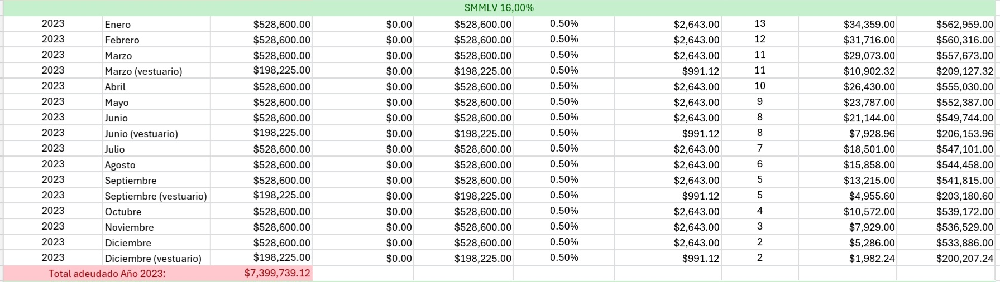 SMMLV 16,00%
2023 Enero $528,600.00 $0.00 $528,600.00 0.50% $2,643.00 13 $34,359.00 $562,959.00
2023 Febrero $528,600.00 $0.00 $528,600.00 0.50% $2,643.00 12 $31,716.00 $560,316.00
2023 Marzo $528,600.00 $0.00 $528,600.00 0.50% $2,643.00 11 $29,073.00 $557,673.00
2023 Marzo (vestuario) $198,225.00 $0.00 $198,225.00 0.50% $991.12 11 $10,902.32 $209,127.32
2023 Abril $528,600.00 $0.00 $528,600.00 0.50% $2,643.00 10 $26,430.00 $555,030.00
2023 Mayo $528,600.00 $0.00 $528,600.00 0.50% $2,643.00 9 $23,787.00 $552,387.00
2023 Junio $528,600.00 $0.00 $528,600.00 0.50% $2,643.00 8 $21,144.00 $549,744.00
2023 Junio (vestuario) $198,225.00 $0.00 $198,225.00 0.50% $991.12 8 $7,928.96 $206,153.96
2023 Julio $528,600.00 $0.00 $528,600.00 0.50% $2,643.00 7 $18,501.00 $547,101.00
2023 Agosto $528,600.00 $0.00 $528,600.00 0.50% $2,643.00 6 $15,858.00 $544,458.00
2023 Septiembre $528,600.00 $0.00 $528,600.00 0.50% $2,643.00 5 $13,215.00 $541,815.00
2023 Septiembre (vestuario) $198,225.00 $0.00 $198,225.00 0.50% $991.12 5 $4,955.60 $203,180.60
2023 Octubre $528,600.00 $0.00 $528,600.00 0.50% $2,643.00 4 $10,572.00 $539,172.00
2023 Noviembre $528,600.00 $0.00 $528,600.00 0.50% $2,643.00 3 $7,929.00 $536,529.00
2023 Diciembre $528,600.00 $0.00 $528,600.00 0.50% $2,643.00 2 $5,286.00 $533,886.00
2023 Diciembre (vestuario) $198,225.00 $0.00 $198,225.00 0.50% $991.12 2 $1,982.24 $200,207.24
Total adeudado Año 2023: $7,399,739.12